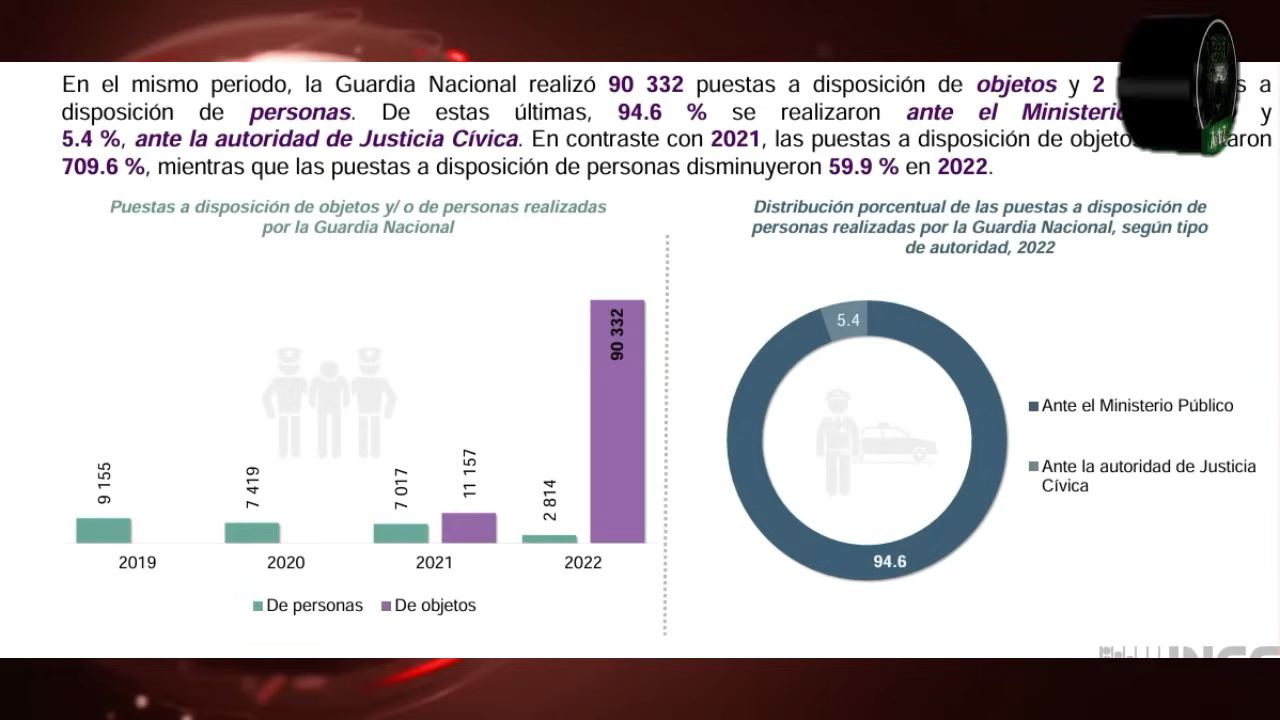 En el mismo periodo, la Guardia Nacional realizó 90 332 puestas a disposición de objetos y 2 a
disposición de personas. De estas últimas, 94.6 % se realizaron ante el Ministerio y
5.4 %, ante la autoridad de Justicia Cívica. En contraste con 2021, las puestas a disposición de
709.6 %, mientras que las puestas a disposición de personas disminuyeron 59.9 % en 2022.
Puestas a disposición de objetos y/ o de personas realizadas
por la Guardia Nacional
Distribución porcentual de las puestas a disposición de
personas realizadas por la Guardia Nacional, según tipo
de autoridad, 2022
9 155
7 419
7 017
11 157
2 814
90 332
2019
2020
2021
2022
De personas
De objetos
5.4
94.6
Ante el Ministerio Público
Ante la autoridad de Justicia
Cívica